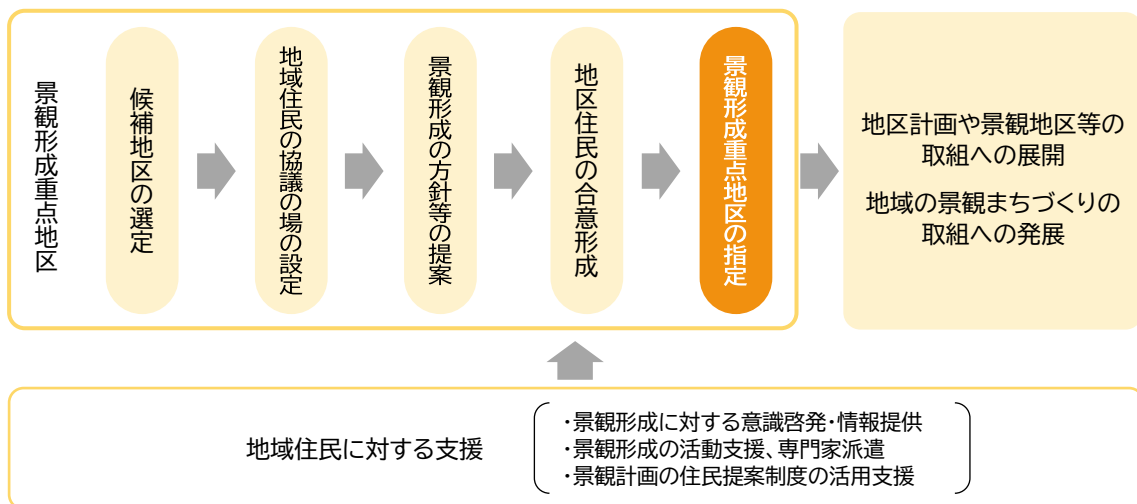 景観形成重点地区
候補地区の選定
地域住民の協議の場の設定
景観形成の方針等の提案
地区住民の合意形成
景観形成重点地区の指定
地区計画や景観地区等の
取組への展開
地域の景観まちづくりの
取組への発展
地域住民に対する支援
・景観形成に対する意識啓発・情報提供
・景観形成の活動支援、専門家派遣
・景観計画の住民提案制度の活用支援